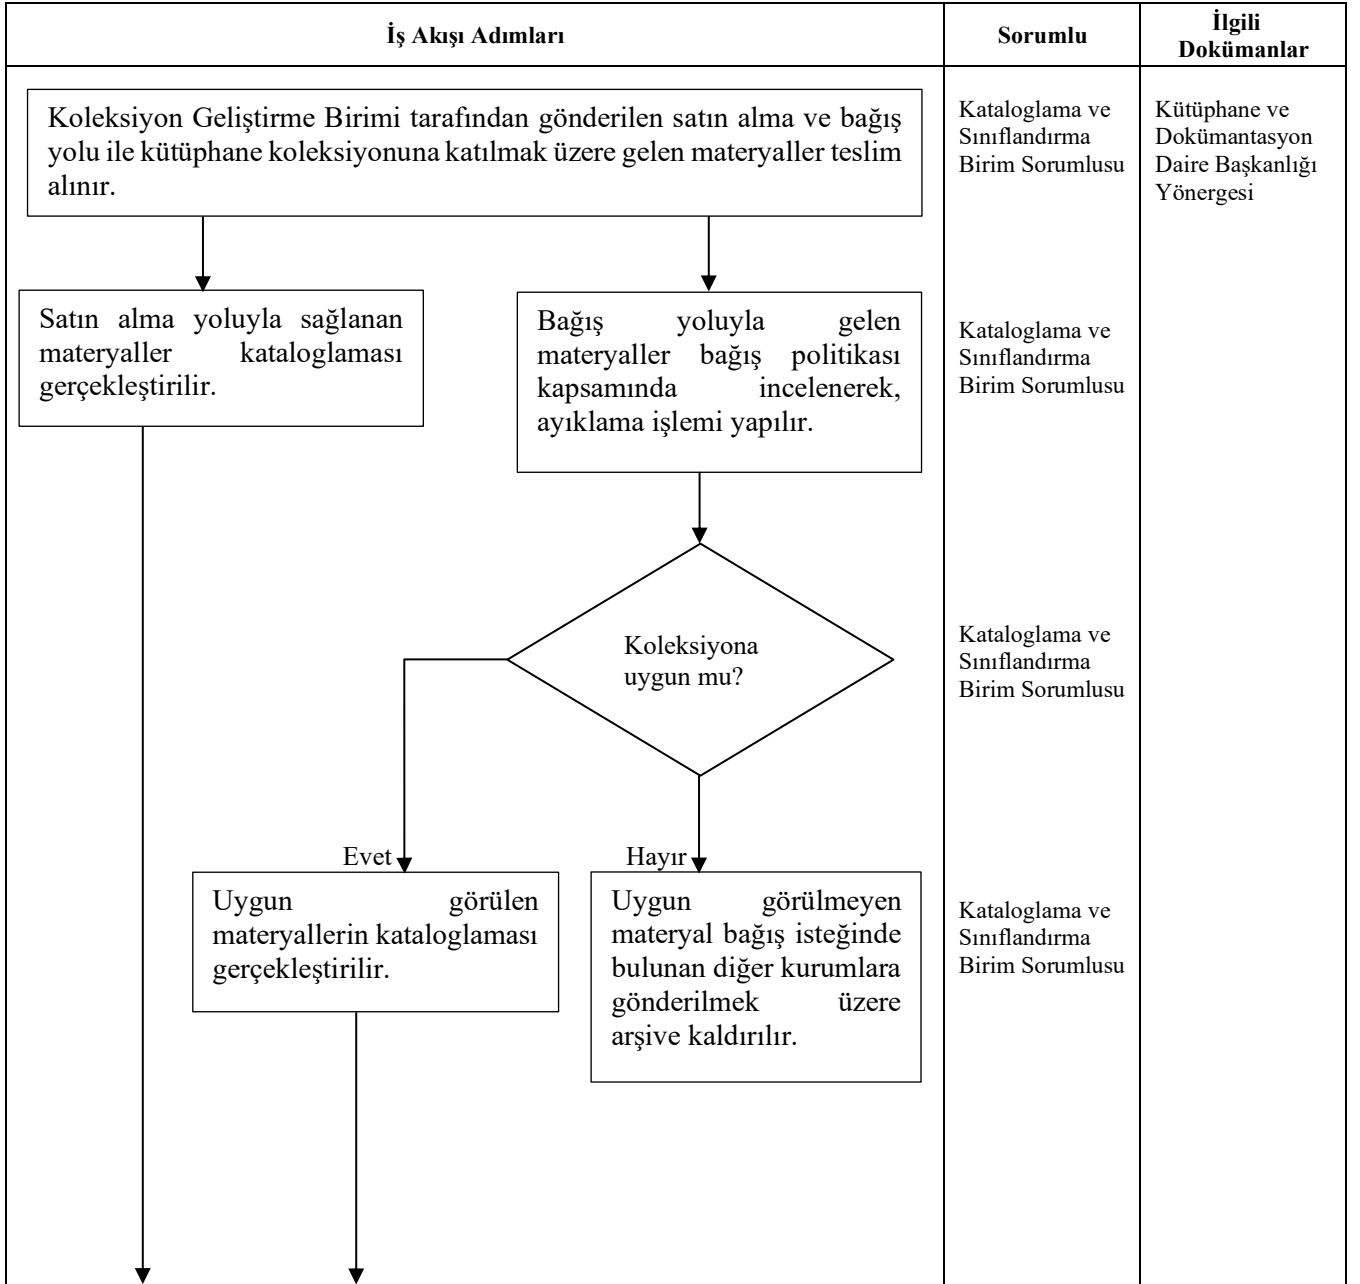 İş Akışı Adımları
Sorumlu
İlgili
Dokümanlar
Koleksiyon Geliştirme Birimi tarafından gönderilen satın alma ve bağış
yolu ile kütüphane koleksiyonuna katılmak üzere gelen materyaller teslim
alınır.
Kataloglama ve
Sınıflandırma
Birim Sorumlusu
Kütüphane ve
Dokümantasyon
Daire Başkanlığı
Yönergesi
Satın alma yoluyla sağlanan
materyaller kataloglaması
gerçekleştirilir.
Bağış yoluyla gelen
materyaller bağış politikası
kapsamında incelenerek,
ayıklama işlemi yapılır.
Kataloglama ve
Sınıflandırma
Birim Sorumlusu
Koleksiyona
uygun mu?
Kataloglama ve
Sınıflandırma
Birim Sorumlusu
Evet
Hayır
Uygun görülen
materyallerin kataloglaması
gerçekleştirilir.
Uygun görülmeyen
materyal bağış isteğinde
bulunan diğer kurumlara
gönderilmek üzere
arşive kaldırılır.
Kataloglama ve
Sınıflandırma
Birim Sorumlusu